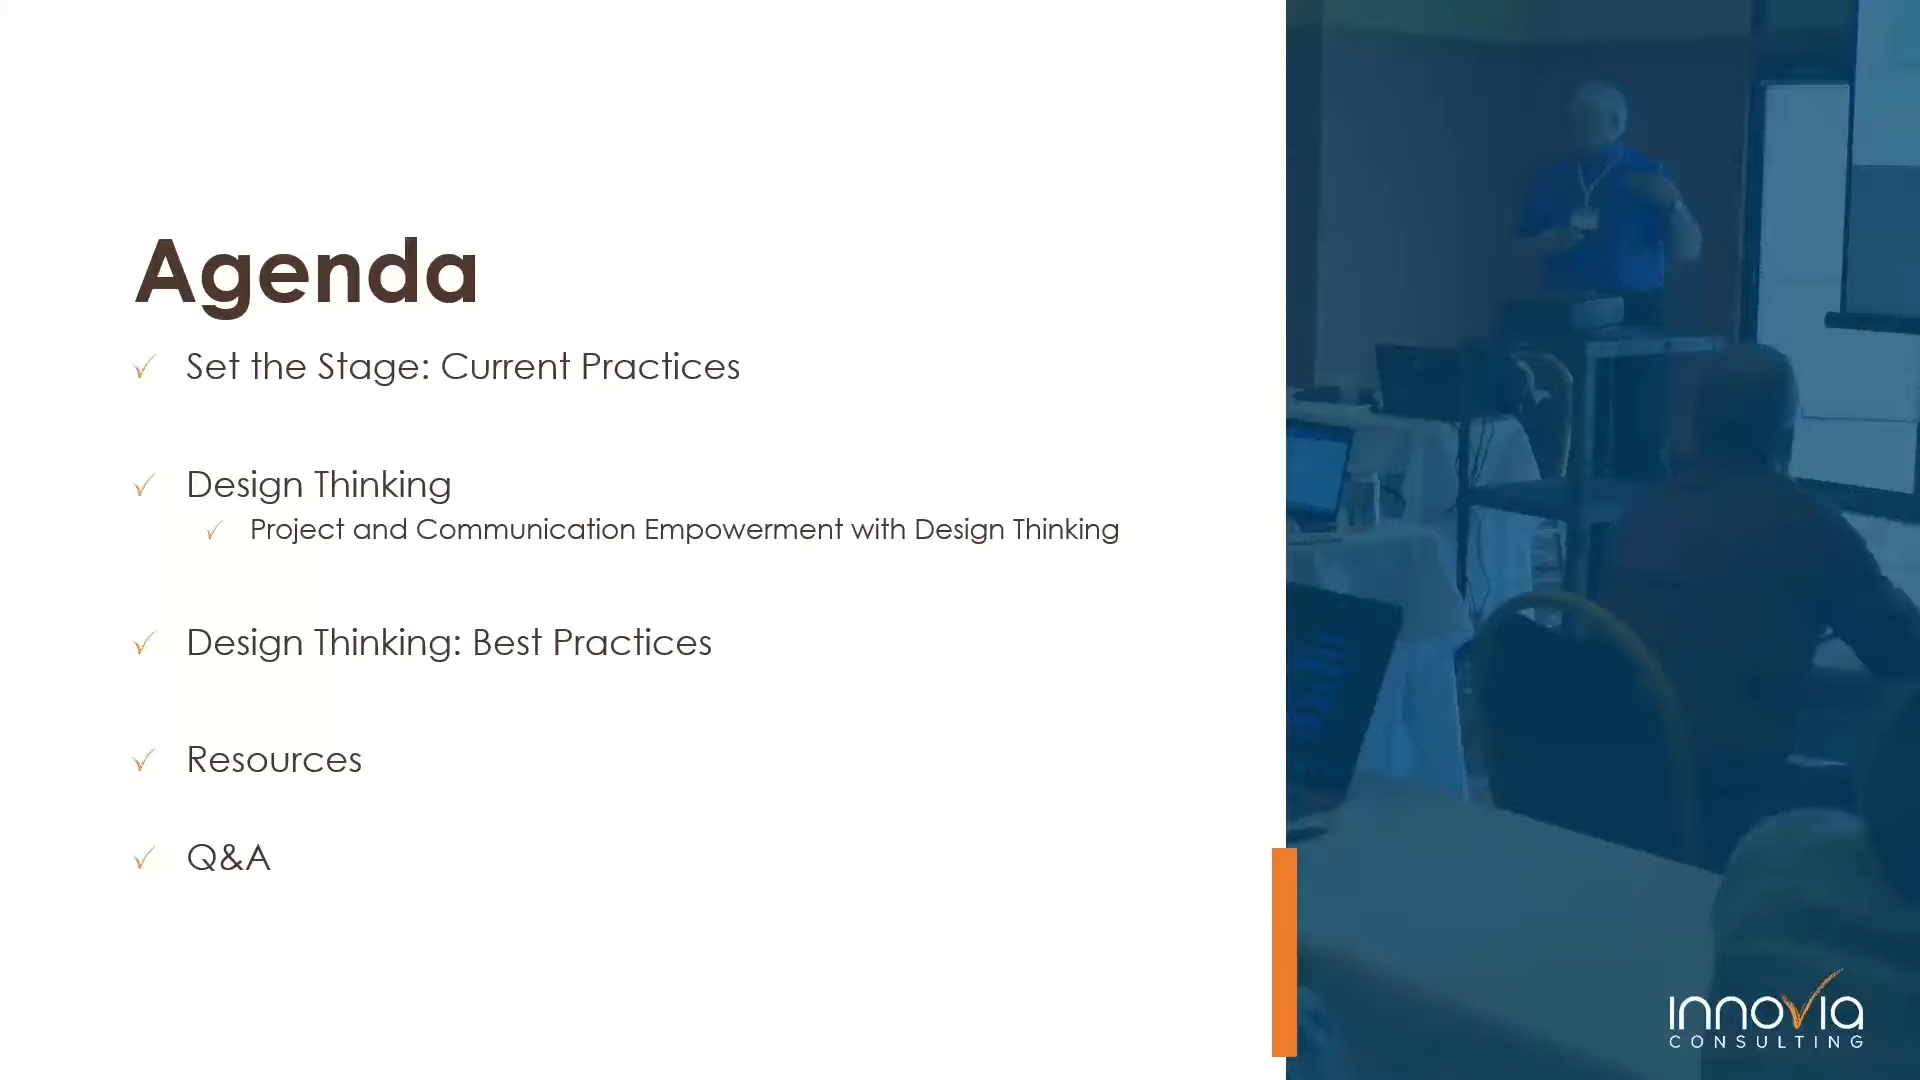 Agenda
Set the Stage: Current Practices
Design Thinking
Project and Communication Empowerment with Design Thinking
Design Thinking: Best Practices
Resources
Q&A
innovia
CONSULTING